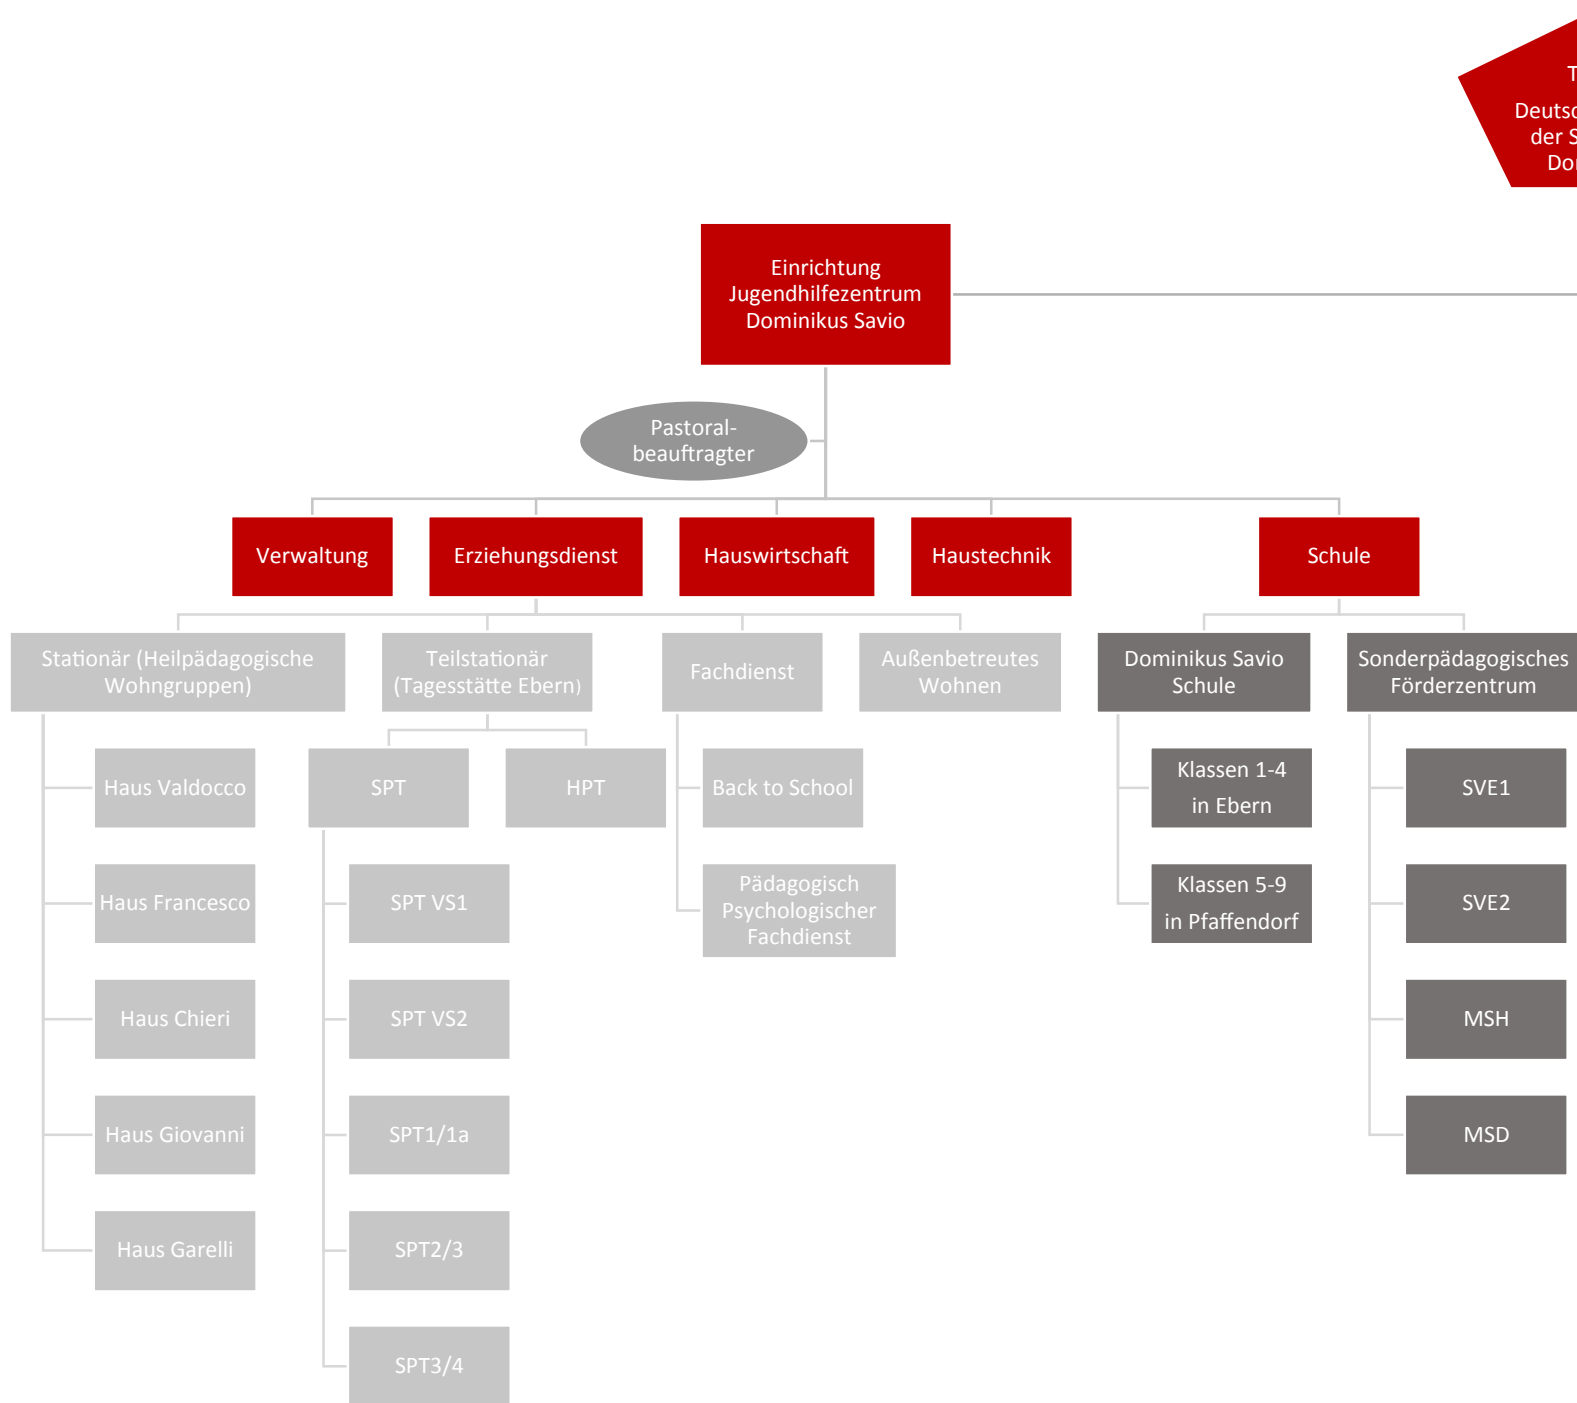 Deutsc
der S
Einrichtung
Jugendhilfezentrum
Dominikus Savio
Pastoral-
beauftragter
Verwaltung
Erziehungsdienst
Hauswirtschaft
Haustechnik
Schule
Stationär (Heilpädagogische
Wohngruppen)
Teilstationär
(Tagesstätte Ebern)
Fachdienst
Außenbetreutes
Wohnen
Dominikus Savio
Schule
Sonderpädagogisches
Förderzentrum
Haus Valdocco
SPT
HPT
Back to School
Klassen 1-4
in Ebern
SVE1
Haus Francesco
SPT VS1
Pädagogisch
Psychologischer
Fachdienst
Klassen 5-9
in Pfaffendorf
SVE2
Haus Chieri
SPT VS2
MSH
Haus Giovanni
SPT1/1a
MSD
Haus Garelli
SPT2/3
SPT3/4